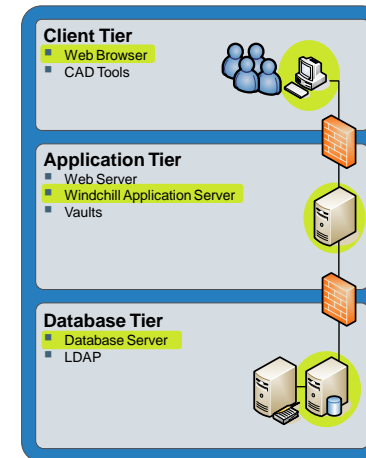 Client Tier
Web Browser
CAD Tools
Application Tier
Web Server
Windchill Application Server
Vaults
Database Tier
Database Server
LDAP